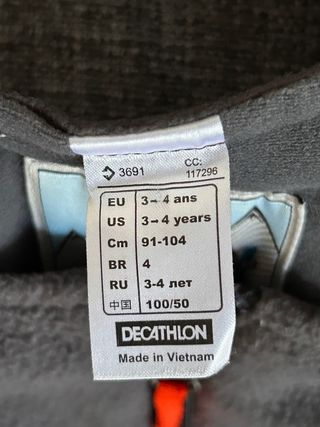 3691
CC:
117296
EU 3→4 ans
US 3→4 years
Cm 91-104
BR 4
RU 3-4 лет
中国 100/50
DECATHLON
Made in Vietnam